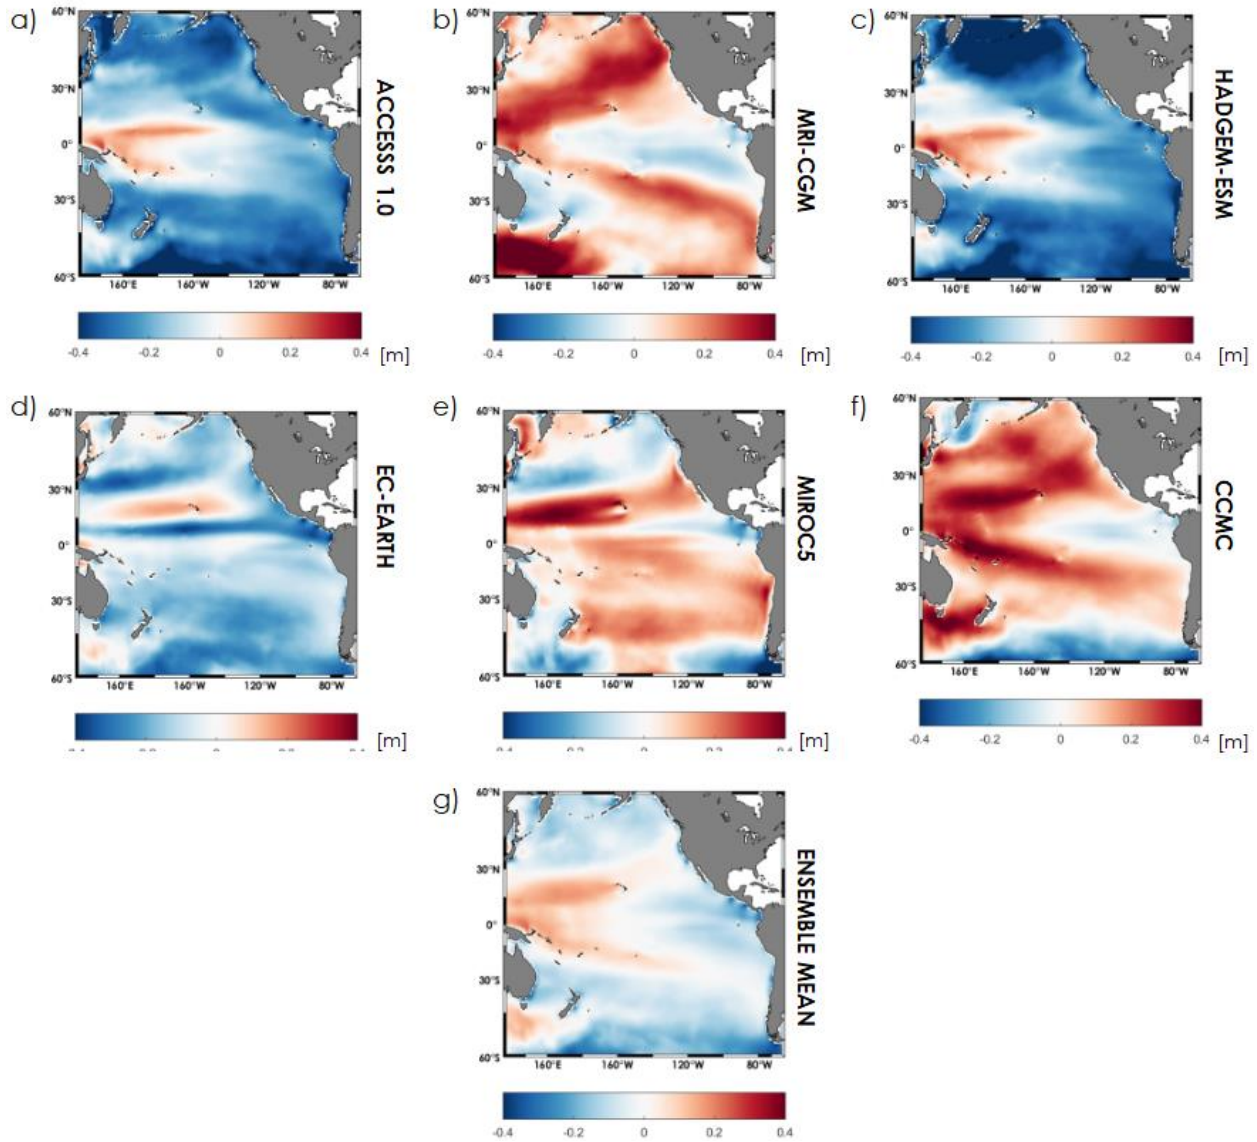 a)
ACCESSS 1.0
60°N
30°N
0°
30°S
60°S
160°E
160°W
120°W
80°W
-0.4
-0.2
0
0.2
0.4
[m]
b)
MRI-CGM
60°N
30°N
0°
30°S
60°S
160°E
160°W
120°W
80°W
-0.4
-0.2
0
0.2
0.4
c)
HADGEM-ESM
60°N
30°N
0°
30°S
60°S
160°E
160°W
120°W
80°W
-0.4
-0.2
0
0.2
0.4
[m]
d)
EC-EARTH
60°N
30°N
0°
30°S
60°S
160°E
160°W
120°W
80°W
[m]
e)
MIROC5
60°N
30°N
0°
30°S
60°S
160°E
160°W
120°W
80°W
[m]
f)
CCMC
60°N
30°N
0°
30°S
60°S
160°E
160°W
120°W
80°W
-0.4
-0.2
0
0.2
0.4
[m]
g)
ENSEMBLE MEAN
60°N
30°N
0°
30°S
60°S
160°E
160°W
120°W
80°W
-0.4
-0.2
0
0.2
0.4